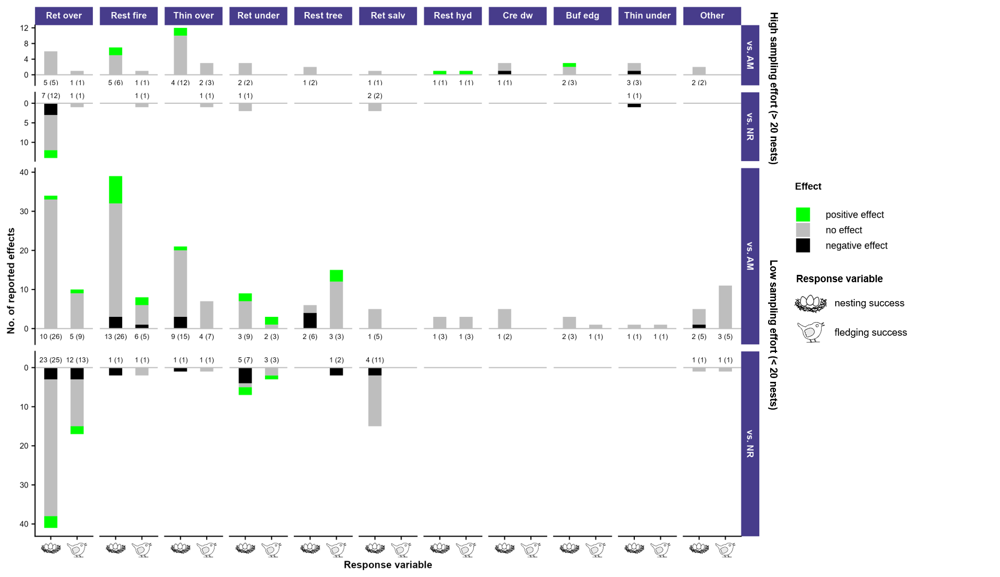 Ret over Rest fire Thin over Ret under Rest tree Ret salv Rest hyd Cre dw Buf edg Thin under Other
12
8
4
0
5 (5) 1 (1) 5 (6) 1 (1) 4 (12) 2 (3) 2 (2) 1 (2) 1 (1) 1 (1) 1 (1) 1 (1) 2 (3) 3 (3) 2 (2)
vs. AM
7 (12) 1 (1) 1 (1) 1 (1) 1 (1) 2 (2) 1 (1)
0
5
10
vs. NR
High sampling effort (> 20 nests)
40
30
20
10
0
10 (26) 5 (9) 13 (26) 6 (5) 9 (15) 4 (7) 3 (9) 2 (3) 2 (6) 3 (3) 1 (5) 1 (3) 1 (3) 1 (2) 2 (3) 1 (1) 1 (1) 1 (1) 2 (5) 3 (5)
vs. AM
23 (25) 12 (13) 1 (1) 1 (1) 1 (1) 1 (1) 5 (7) 3 (3) 1 (2) 4 (11) 1 (1) 1 (1)
0
10
20
30
40
vs. NR
Low sampling effort (< 20 nests)
No. of reported effects
Response variable
Effect
positive effect
no effect
negative effect
Response variable
nesting success
fledging success